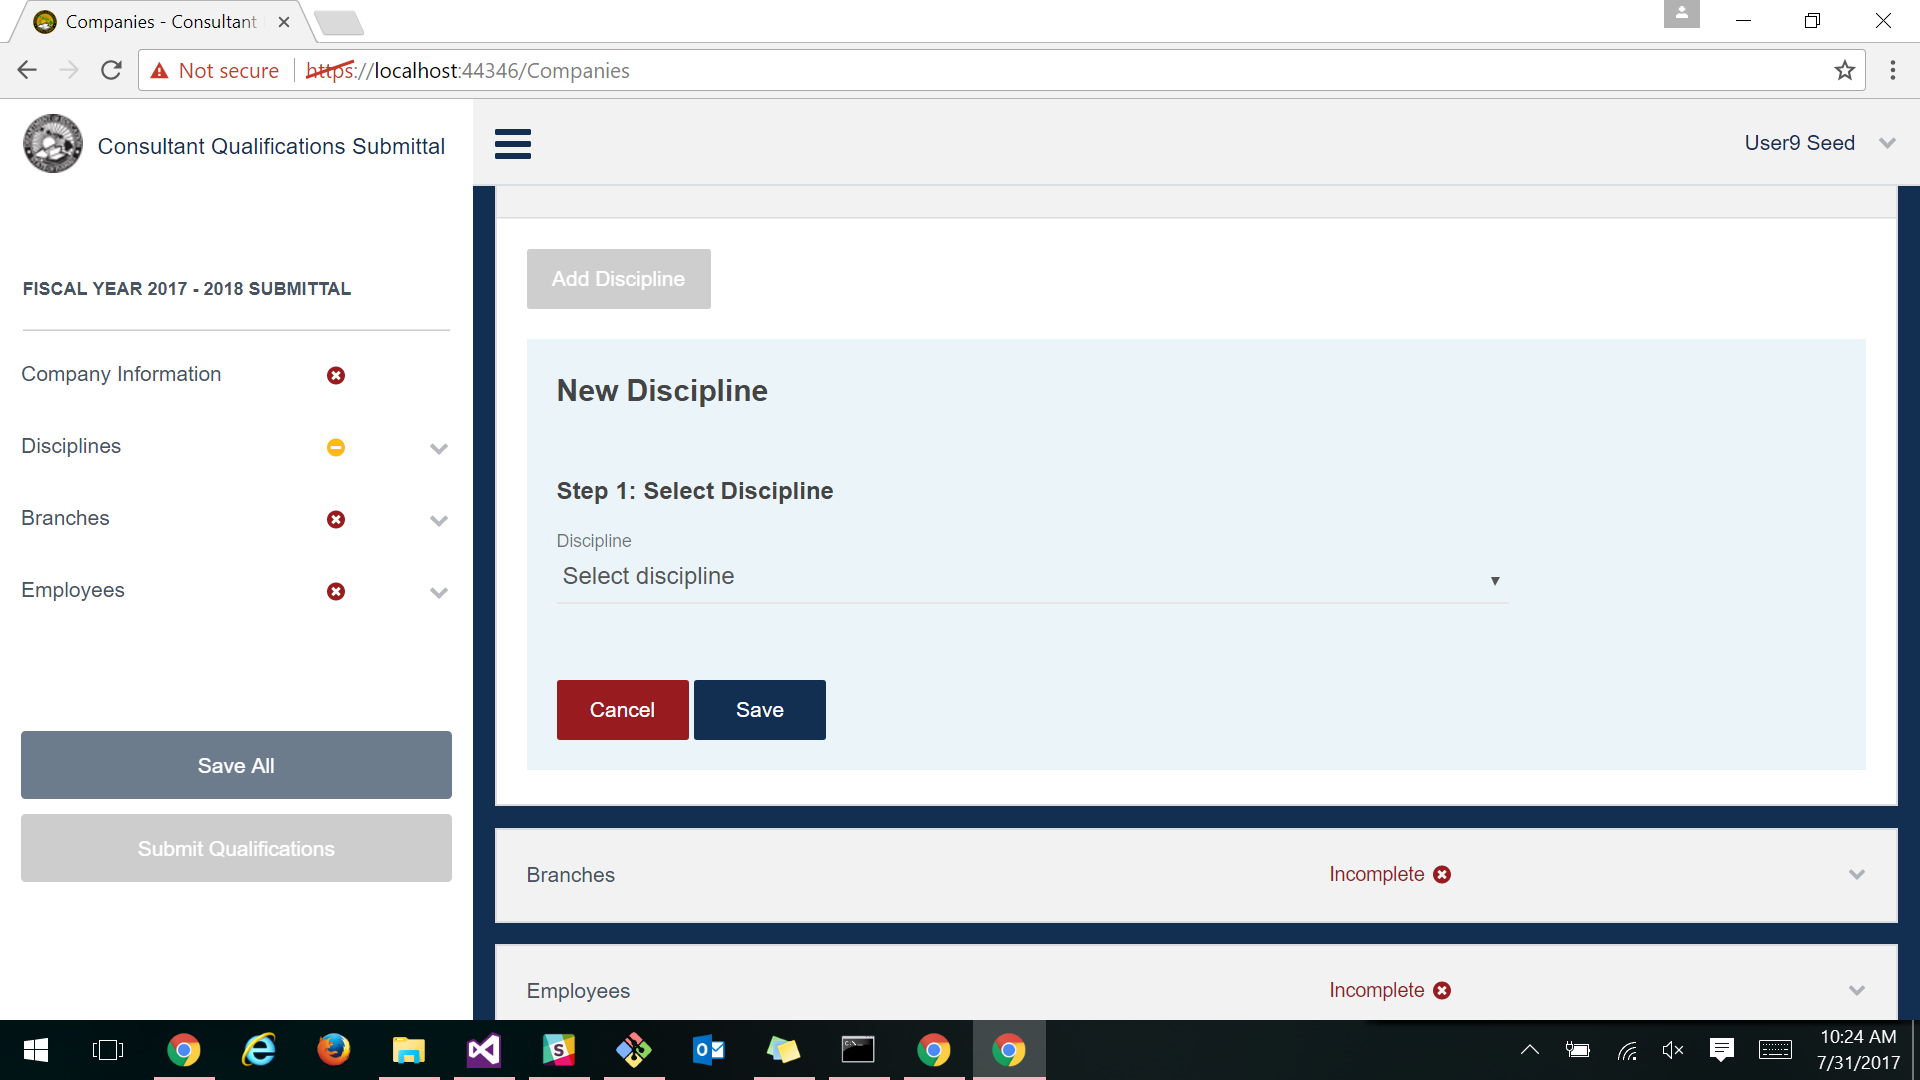 Companies - Consultant
Not secure
https://localhost:44346/Companies
Consultant Qualifications Submittal
User9 Seed
FISCAL YEAR 2017 - 2018 SUBMITTAL
Company Information
Disciplines
Branches
Employees
Save All
Submit Qualifications
Add Discipline
New Discipline
Step 1: Select Discipline
Discipline
Select discipline
Cancel
Save
Branches
Incomplete
Employees
Incomplete
10:24 AM
7/31/2017